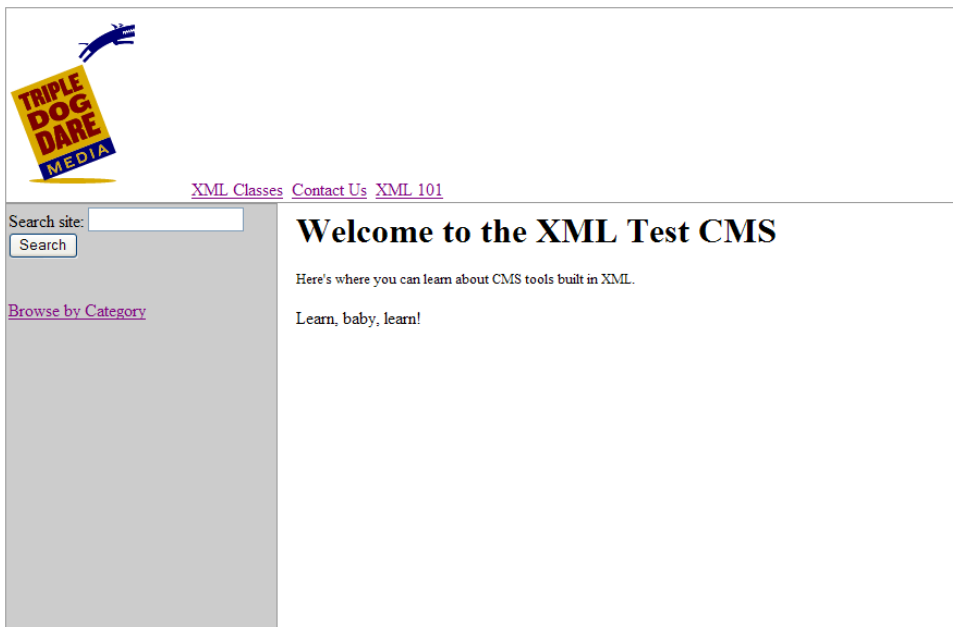 TRIPLE
DOG
DARE
MEDIA
XML Classes Contact Us XML 101
Search site:
Search
Browse by Category
Welcome to the XML Test CMS
Here's where you can learn about CMS tools built in XML.
Learn, baby, learn!